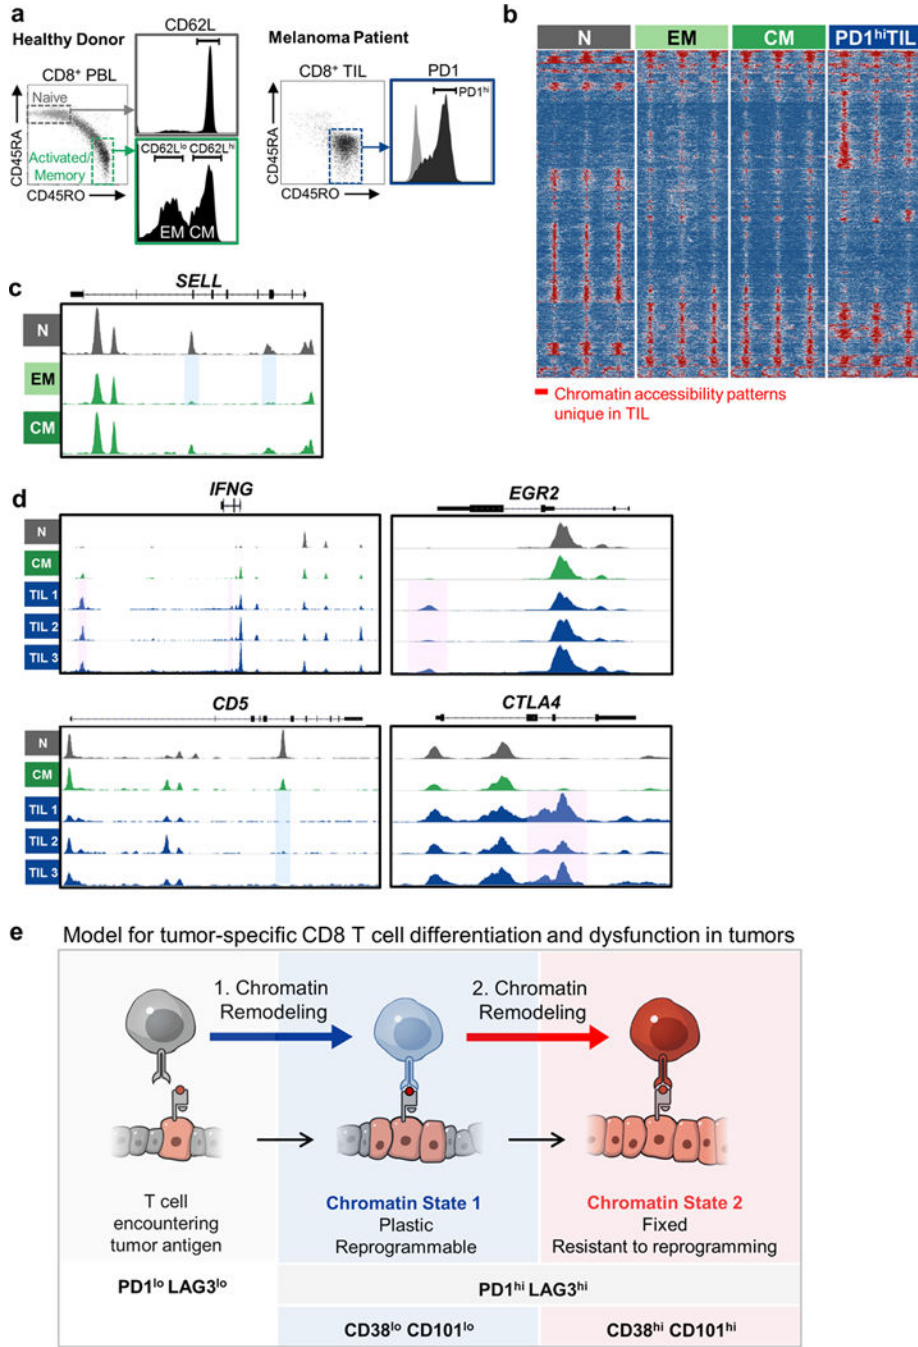 a
Healthy Donor
CD8⁺ PBL
Naive
CD45RA
Activated/
Memory
CD45RO
CD62L
CD62Lˡᵒ CD62Lʰⁱ
EM CM
Melanoma Patient
CD8⁺ TIL
CD45RA
CD45RO
PD1
PD1ʰⁱ
b
N EM CM PD1ʰⁱTIL
Chromatin accessibility patterns
unique in TIL
c
SELL
N
EM
CM
d
IFNG
N
CM
TIL 1
TIL 2
TIL 3
EGR2
CD5
N
CM
TIL 1
TIL 2
TIL 3
CTLA4
e
Model for tumor-specific CD8 T cell differentiation and dysfunction in tumors
1. Chromatin
Remodeling
2. Chromatin
Remodeling
T cell
encountering
tumor antigen
Chromatin State 1
Plastic
Reprogrammable
Chromatin State 2
Fixed
Resistant to reprogramming
PD1ˡᵒ LAG3ˡᵒ
PD1ʰⁱ LAG3ʰⁱ
CD38ˡᵒ CD101ˡᵒ
CD38ʰⁱ CD101ʰⁱ